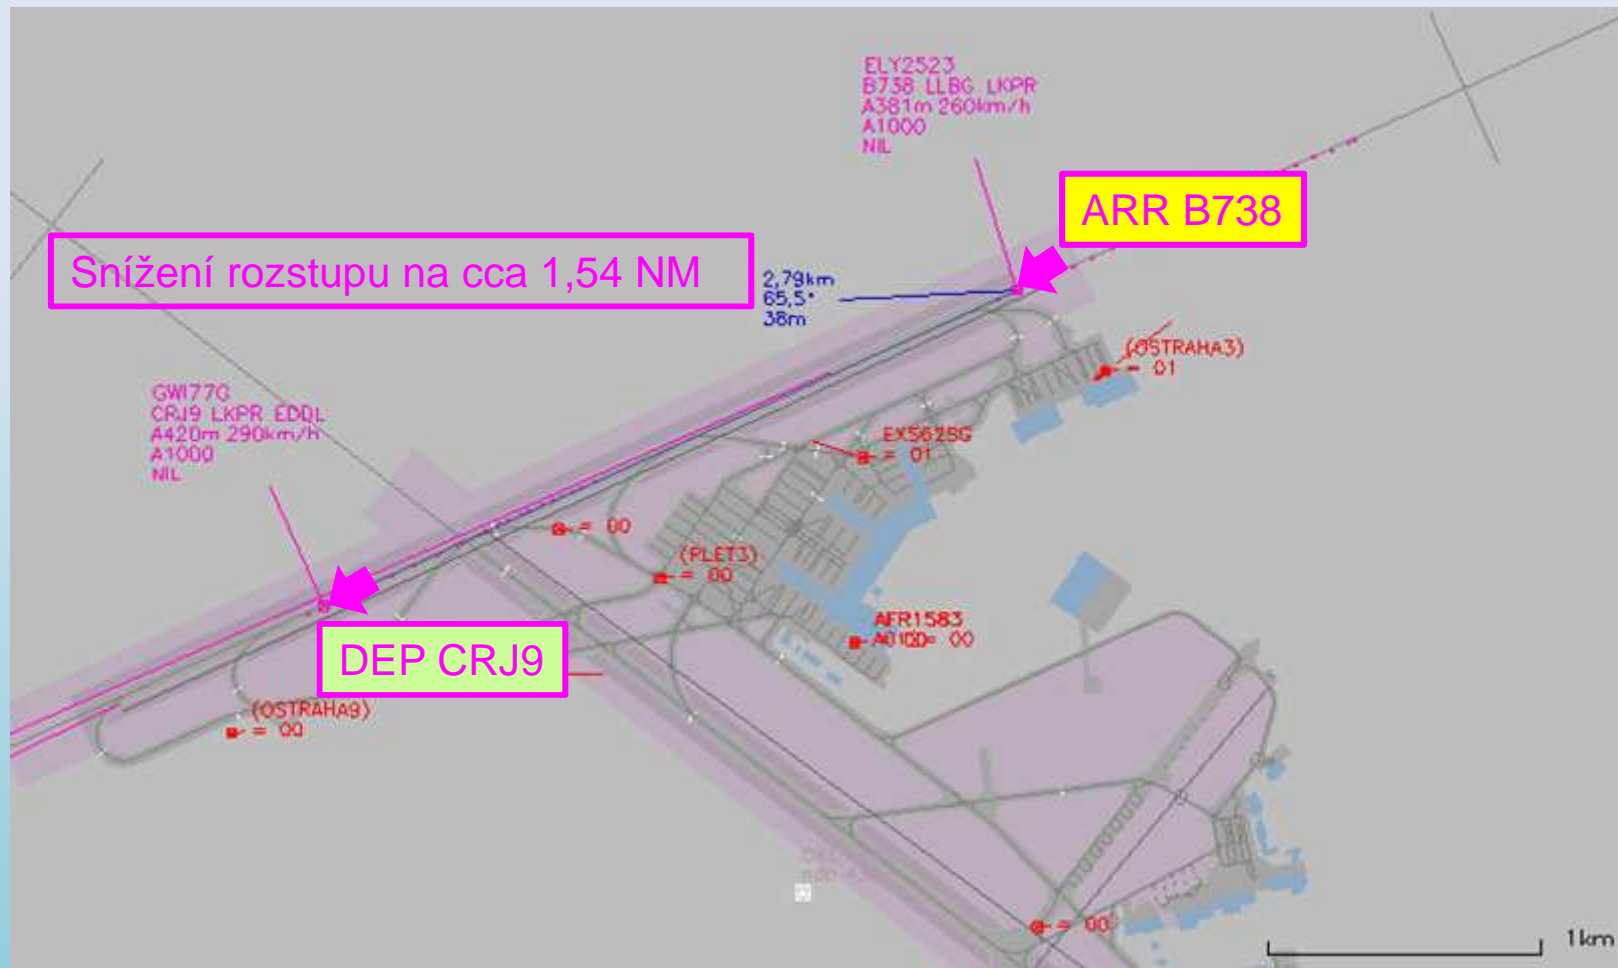 ELY2523
B738 LLBG LKPR
A381m 260km/h
A1000
NIL
ARR B738
Snížení rozstupu na cca 1,54 NM
2,79km
65,5°
38m
(OSTRAHA3)
= 01
GWI77G
CRJ9 LKPR EDDL
A420m 290km/h
A1000
NIL
= 01
= 00
(PLET3)
= 00
AFR1583
= 00
DEP CRJ9
(OSTRAHA9)
= 00
= 00
1km